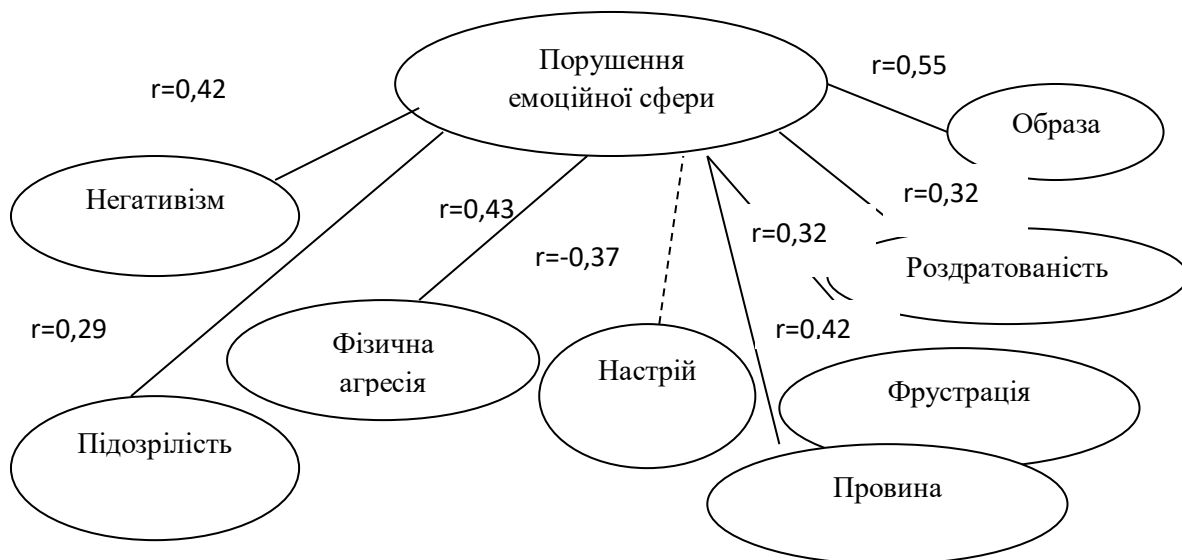 Порушення
емоційної сфери
r=0,55
r=0,42
Образа
Негативізм
r=0,43
r=0,32
r=0,32
r=-0,37
Роздратованість
r=0,29
r=0,42
Фізична
агресія
Настрій
Фрустрація
Підозрілість
Провина